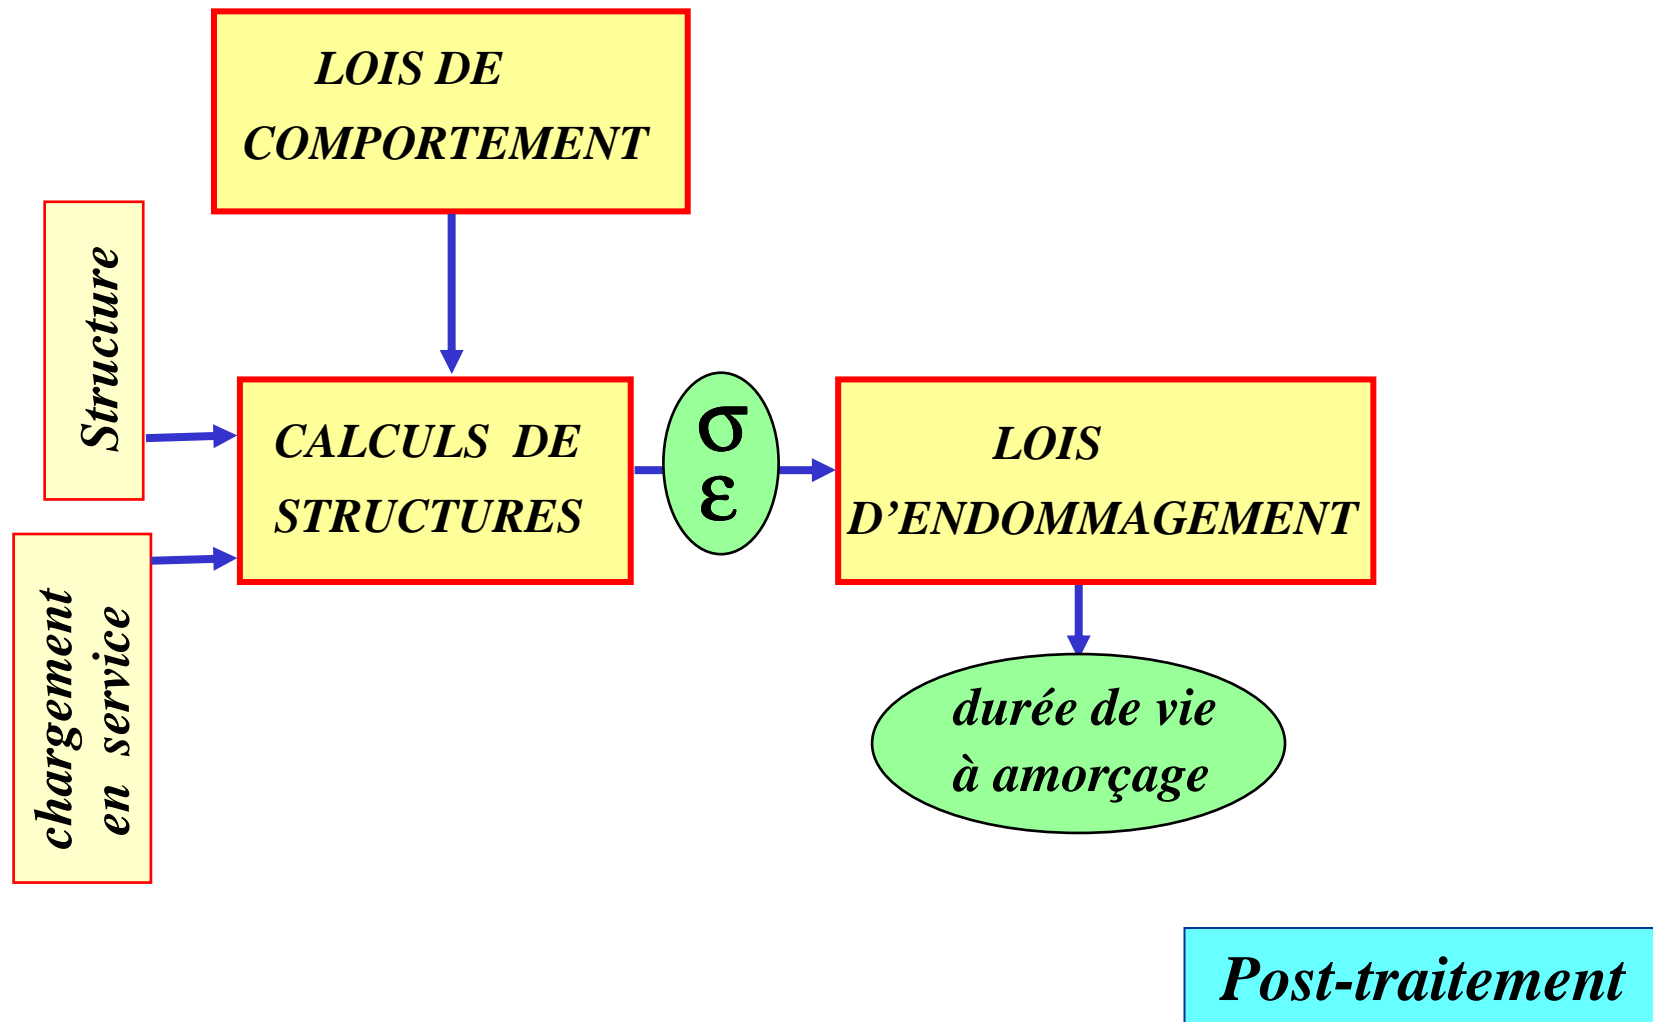 LOIS DE
COMPORTEMENT
Structure
CALCULS DE
STRUCTURES
σ
ε
LOIS
D’ENDOMMAGEMENT
chargement
en service
durée de vie
à amorçage
Post-traitement